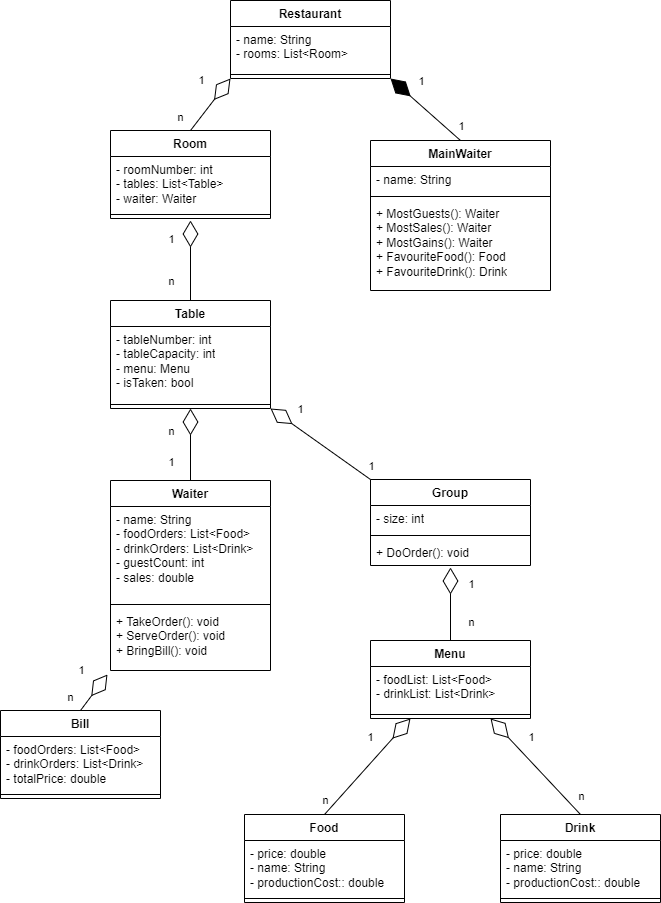 Restaurant
- name: String
- rooms: List<Room>
1
1
n
1
Room
- roomNumber: int
- tables: List<Table>
- waiter: Waiter
MainWaiter
- name: String
+ MostGuests(): Waiter
+ MostSales(): Waiter
+ MostGains(): Waiter
+ FavouriteFood(): Food
+ FavouriteDrink(): Drink
1
n
Table
- tableNumber: int
- tableCapacity: int
- menu: Menu
- isTaken: bool
1
n
1
1
Waiter
- name: String
- foodOrders: List<Food>
- drinkOrders: List<Drink>
- guestCount: int
- sales: double
+ TakeOrder(): void
+ ServeOrder(): void
+ BringBill(): void
Group
- size: int
+ DoOrder(): void
1
n
Menu
- foodList: List<Food>
- drinkList: List<Drink>
1
n
Bill
- foodOrders: List<Food>
- drinkOrders: List<Drink>
- totalPrice: double
1
1
n
n
Food
- price: double
- name: String
- productionCost:: double
Drink
- price: double
- name: String
- productionCost:: double